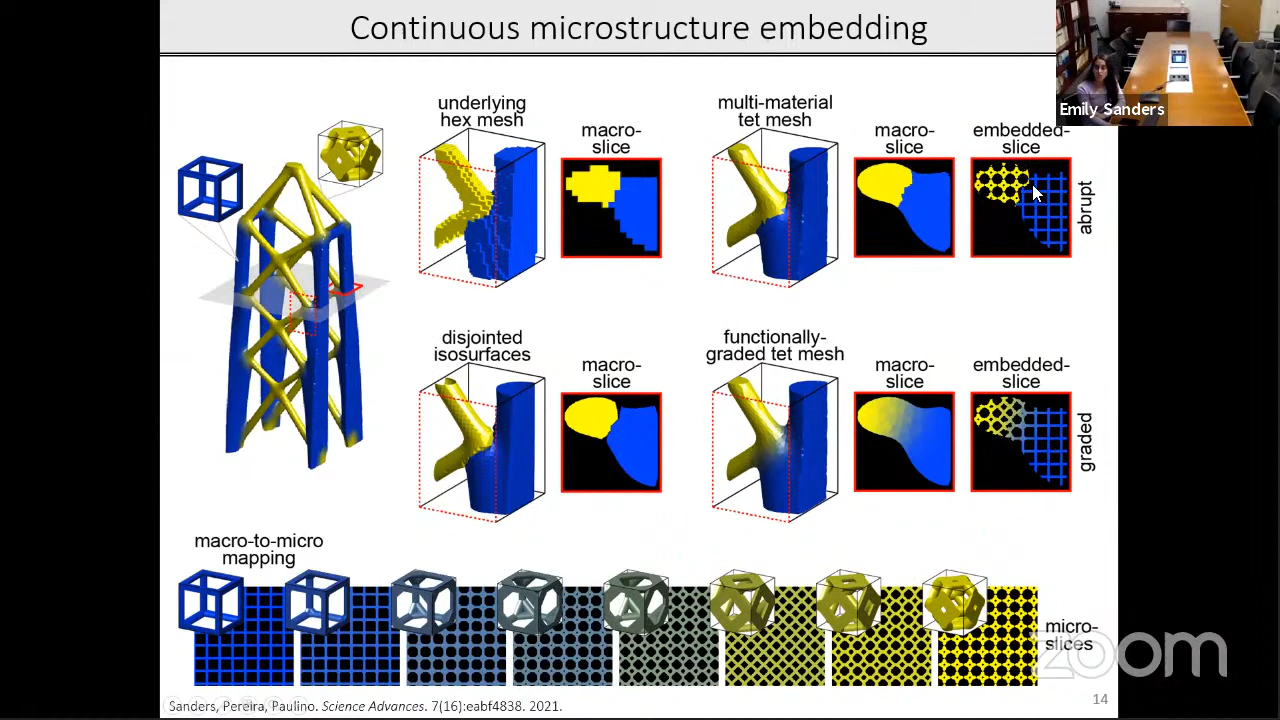 Continuous microstructure embedding
Emily Sanders
underlying
hex mesh
macro-
slice
multi-material
tet mesh
macro-
slice
embedded-
slice
abrupt
disjointed
isosurfaces
macro-
slice
functionally-
graded tet mesh
macro-
slice
embedded-
slice
graded
macro-to-micro
mapping
micro-
slices
zoom
Sanders, Pereira, Paulino. Science Advances. 7(16):eabf4838. 2021.
14